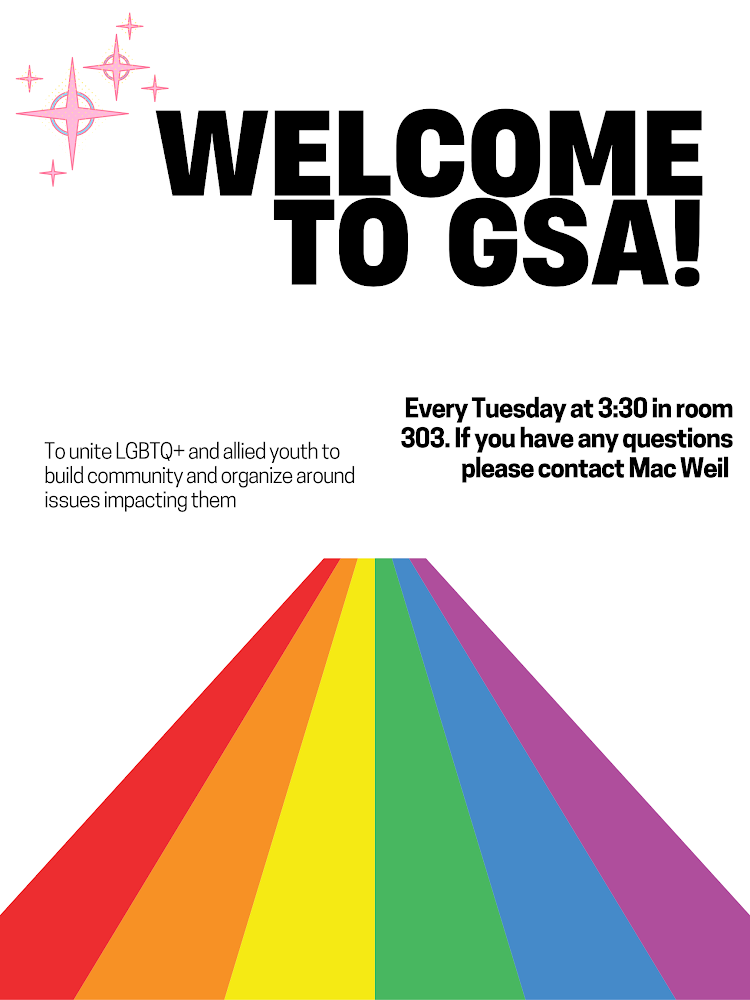 WELCOME
TO GSA!
Every Tuesday at 3:30 in room
303. If you have any questions
please contact Mac Weil
To unite LGBTQ+ and allied youth to
build community and organize around
issues impacting them